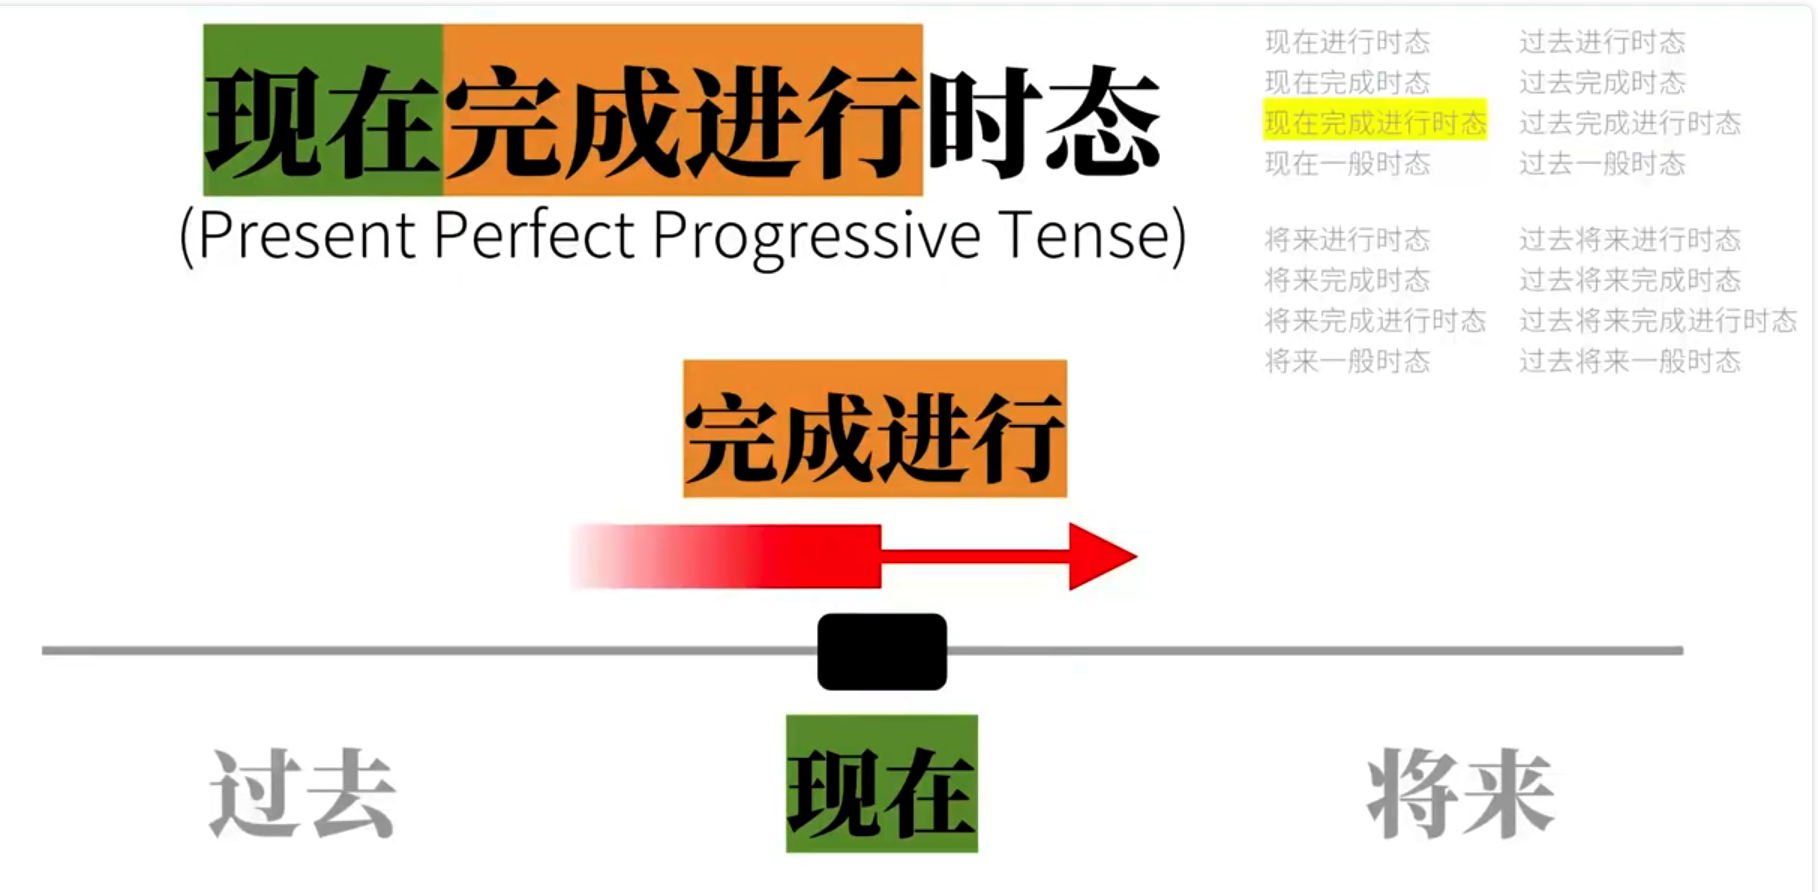 现在完成进行时态
(Present Perfect Progressive Tense)
现在进行时态
现在完成时态
现在完成进行时态
现在一般时态
过去进行时态
过去完成时态
过去完成进行时态
过去一般时态
将来进行时态
将来完成时态
将来完成进行时态
将来一般时态
过去将来进行时态
过去将来完成时态
过去将来完成进行时态
过去将来一般时态
完成进行
过去
现在
将来